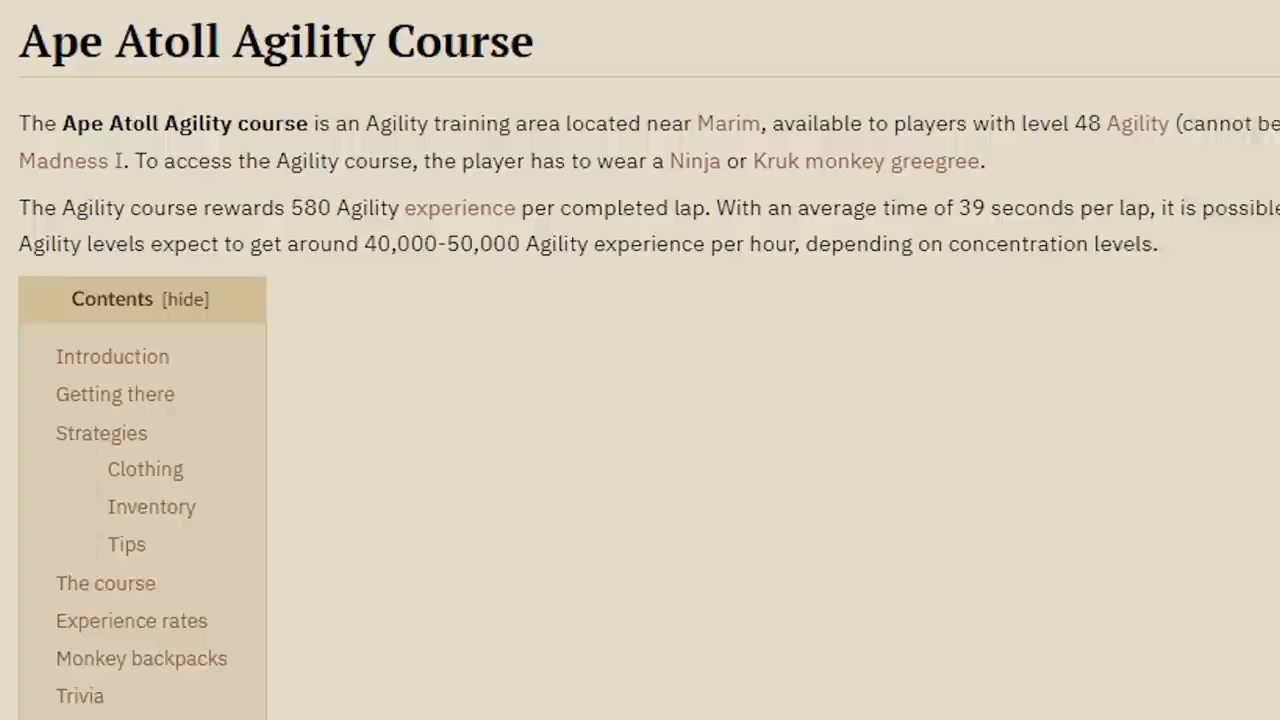 Ape Atoll Agility Course
The Ape Atoll Agility course is an Agility training area located near Marim, available to players with level 48 Agility (cannot be
Madness I. To access the Agility course, the player has to wear a Ninja or Kruk monkey greegree.
The Agility course rewards 580 Agility experience per completed lap. With an average time of 39 seconds per lap, it is possible
Agility levels expect to get around 40,000-50,000 Agility experience per hour, depending on concentration levels.
Contents [hide]
Introduction
Getting there
Strategies
Clothing
Inventory
Tips
The course
Experience rates
Monkey backpacks
Trivia